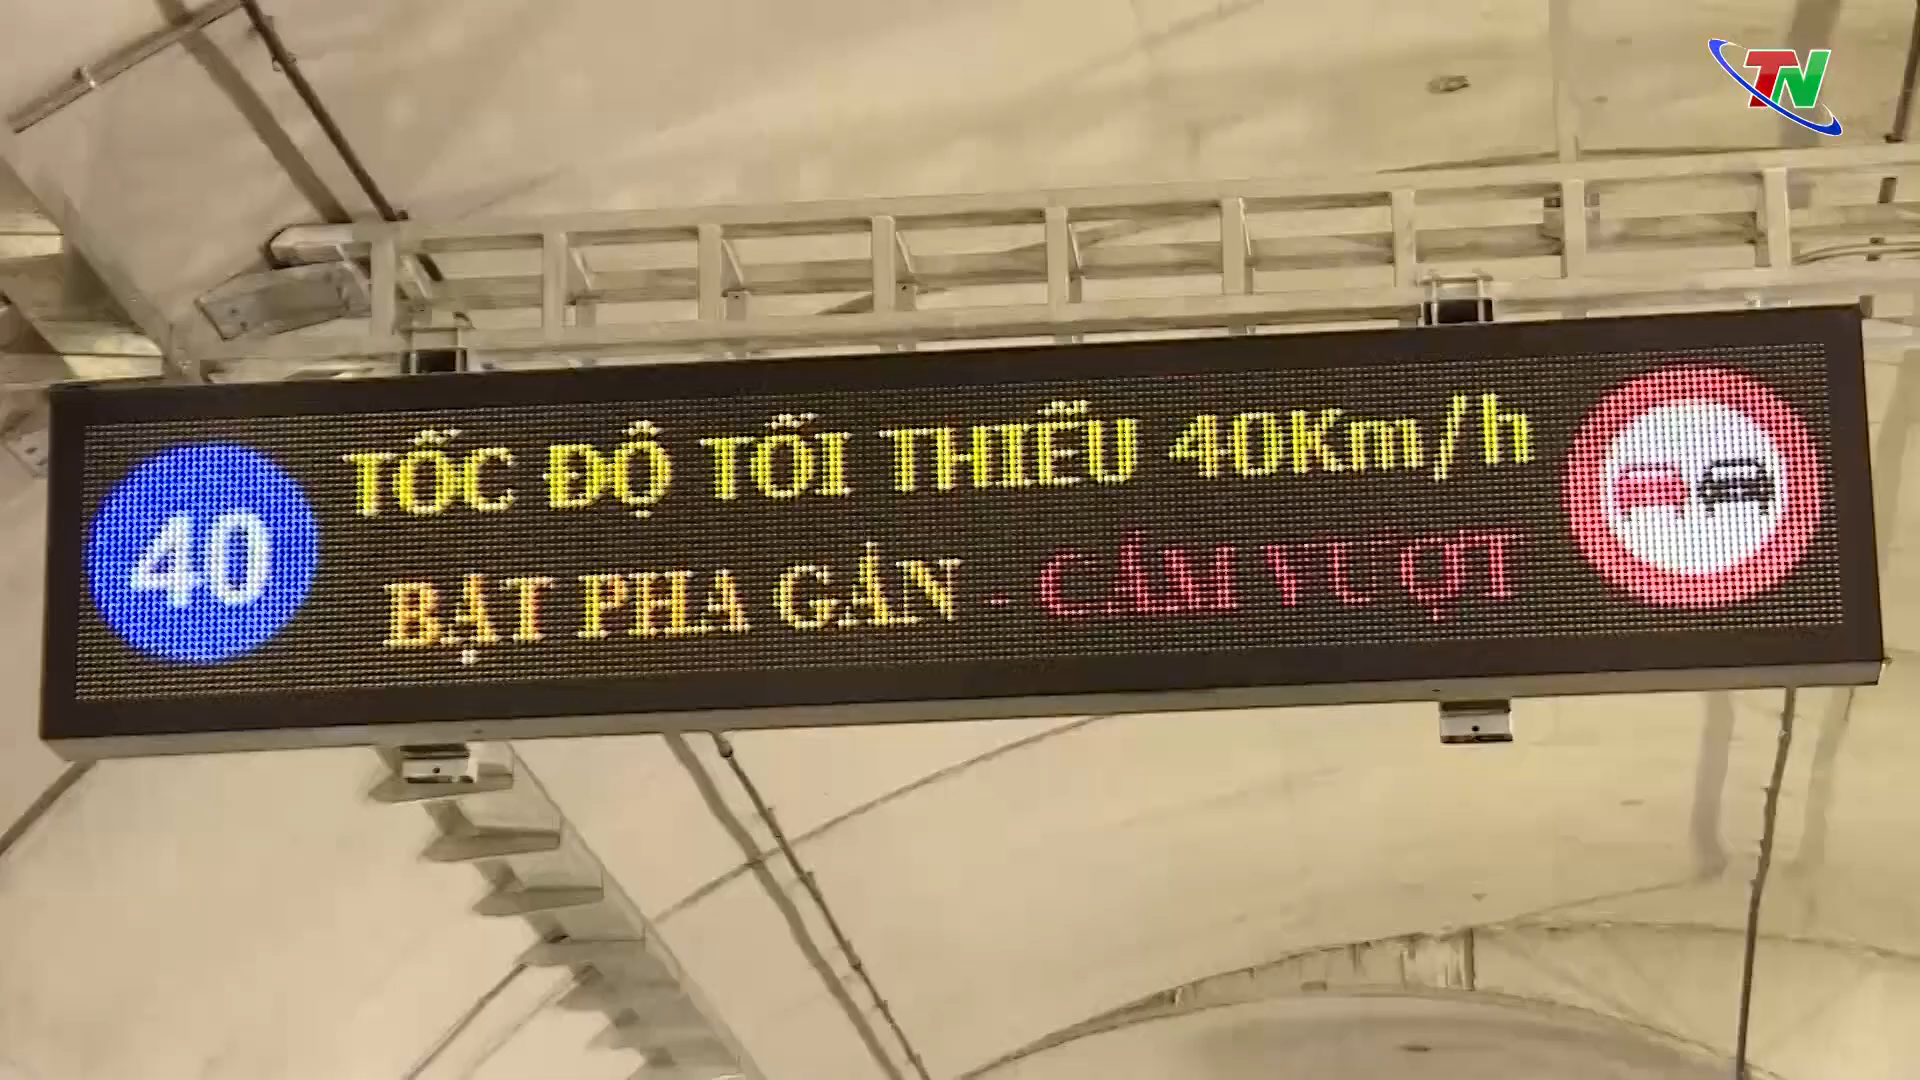 TN
40
TỐC ĐỘ TỐI THIỂU 40Km/h
BẬT PHA GẦN - CẤM VƯỢT